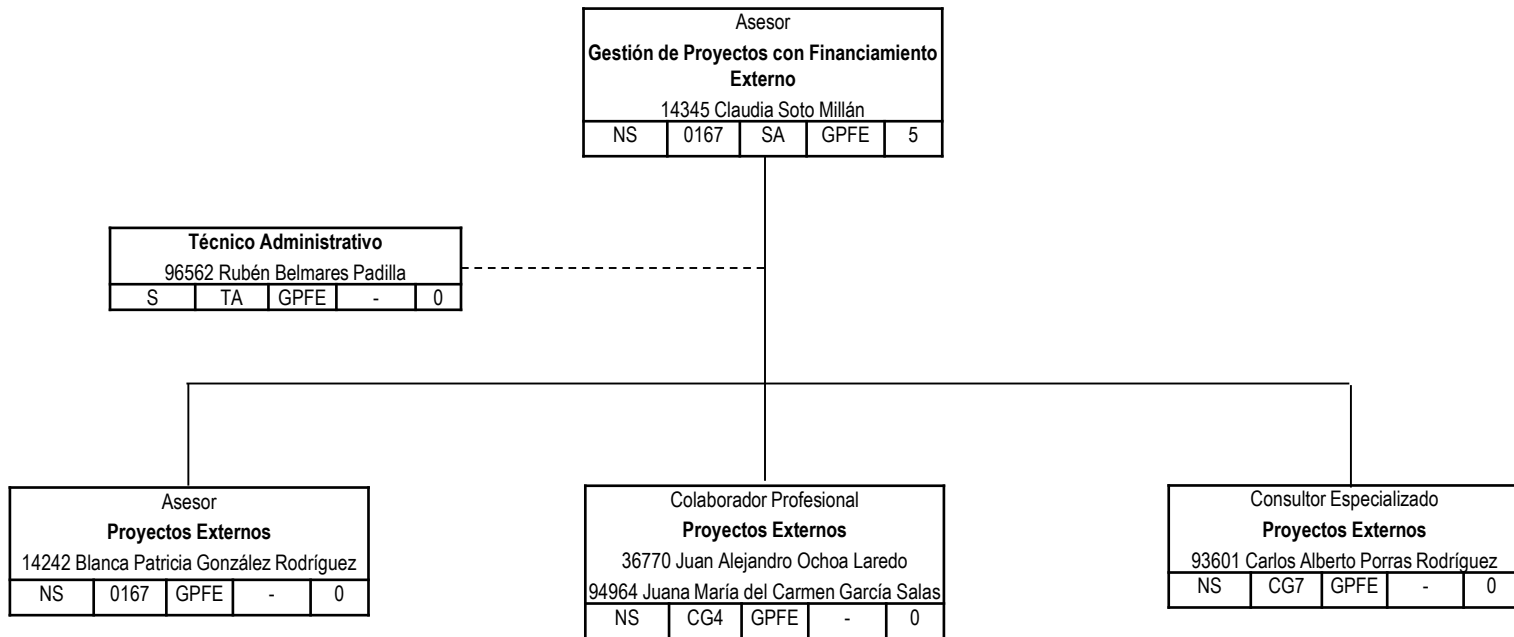 Asesor
Gestión de Proyectos con Financiamiento
Externo
14345 Claudia Soto Millán
NS 0167 SA GPFE 5
Técnico Administrativo
96562 Rubén Belmares Padilla
S TA GPFE - 0
Asesor
Proyectos Externos
14242 Blanca Patricia González Rodríguez
NS 0167 GPFE - 0
Colaborador Profesional
Proyectos Externos
36770 Juan Alejandro Ochoa Laredo
94964 Juana María del Carmen García Salas
NS CG4 GPFE - 0
Consultor Especializado
Proyectos Externos
93601 Carlos Alberto Porras Rodríguez
NS CG7 GPFE - 0